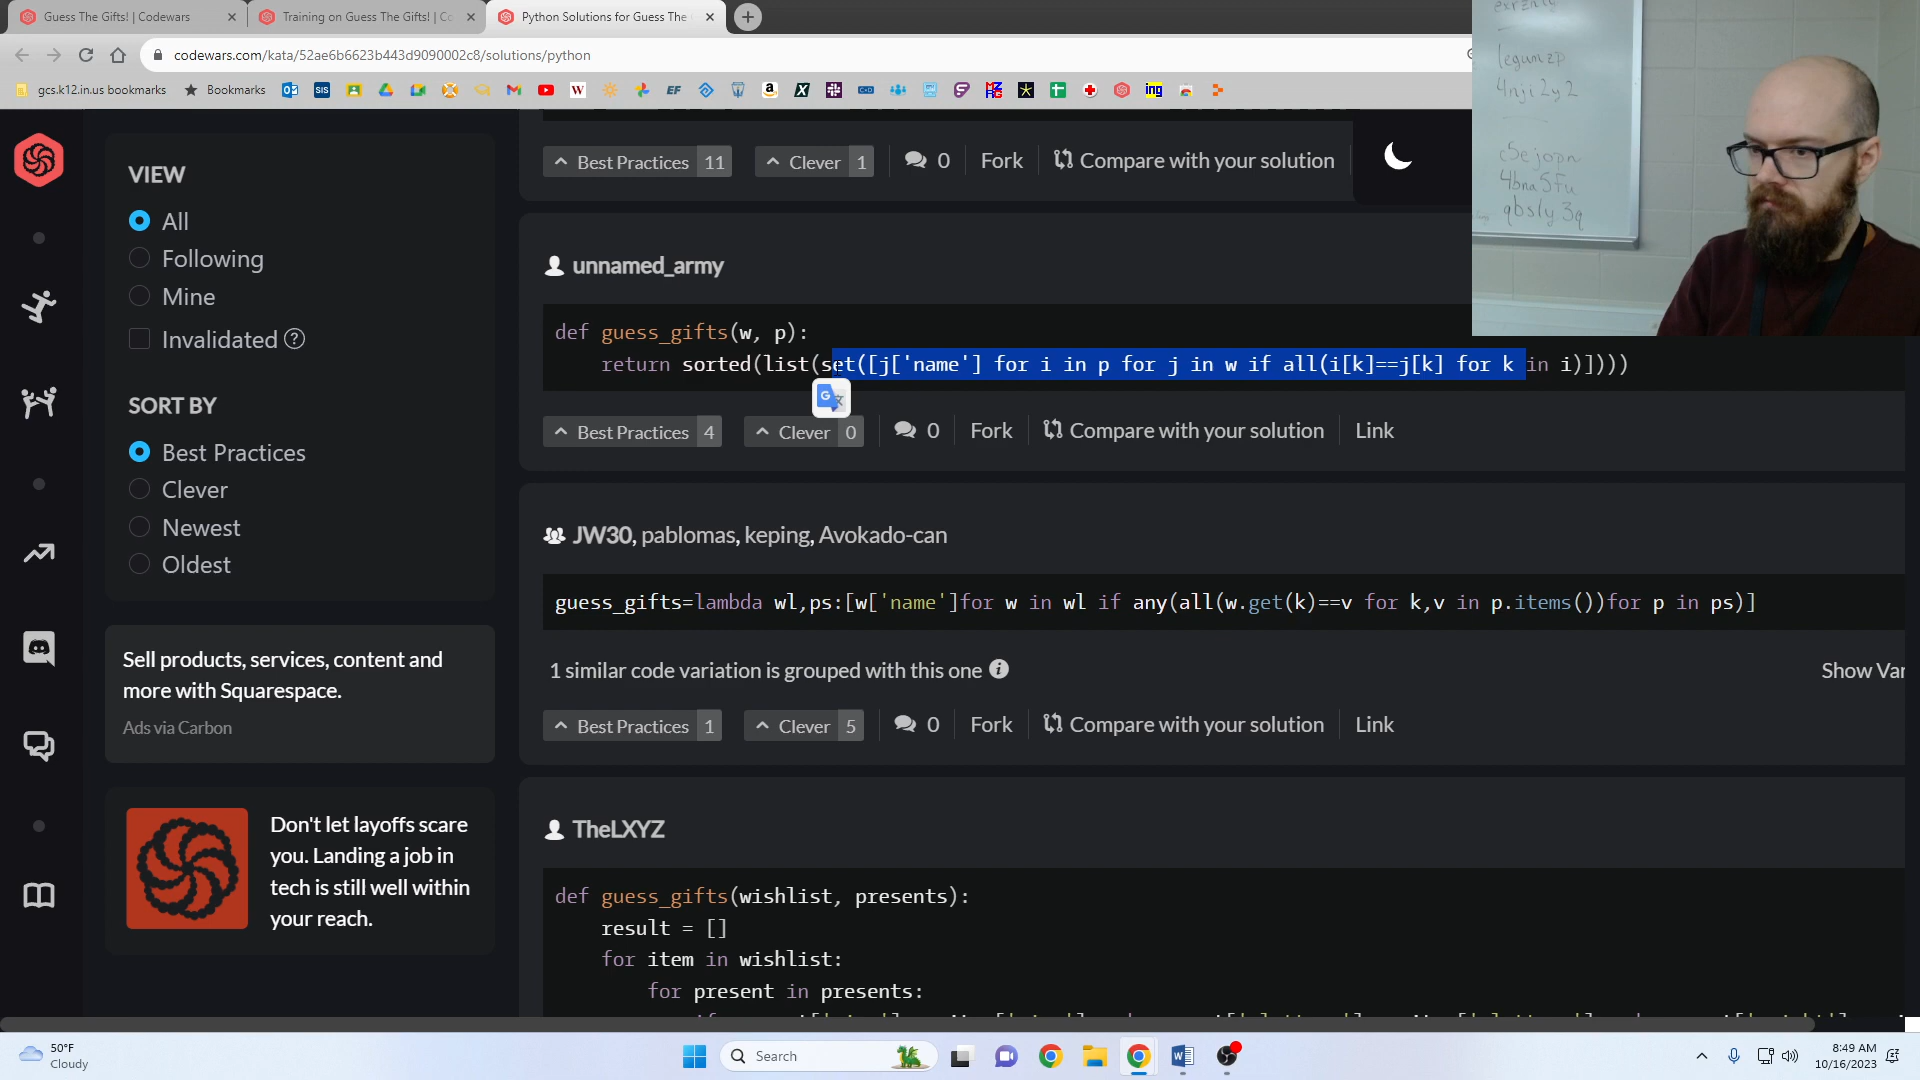 Guess The Gifts! | Codewars
Training on Guess The Gifts! | Co
Python Solutions for Guess The
codewars.com/kata/52ae6b6623b443d9090002c8/solutions/python
gcs.k12.in.us bookmarks
Bookmarks
VIEW
All
Following
Mine
Invalidated
SORT BY
Best Practices
Clever
Newest
Oldest
Sell products, services, content and
more with Squarespace.
Ads via Carbon
Don't let layoffs scare
you. Landing a job in
tech is still well within
your reach.
Best Practices 11 Clever 1 0 Fork Compare with your solution
unnamed_army
def guess_gifts(w, p):
return sorted(list(set([j['name'] for i in p for j in w if all(i[k]==j[k] for k in i)])))
Best Practices 4 Clever 0 0 Fork Compare with your solution Link
JW30, pablomas, keping, Avokado-can
guess_gifts=lambda wl,ps:[w['name']for w in wl if any(all(w.get(k)==v for k,v in p.items())for p in ps)]
1 similar code variation is grouped with this one
Show Var
Best Practices 1 Clever 5 0 Fork Compare with your solution Link
TheLXYZ
def guess_gifts(wishlist, presents):
result = []
for item in wishlist:
for present in presents:
legumzp
4nji2y2
c5ejopn
4bna5fu
qbsly3q
50°F
Cloudy
Search
8:49 AM
10/16/2023